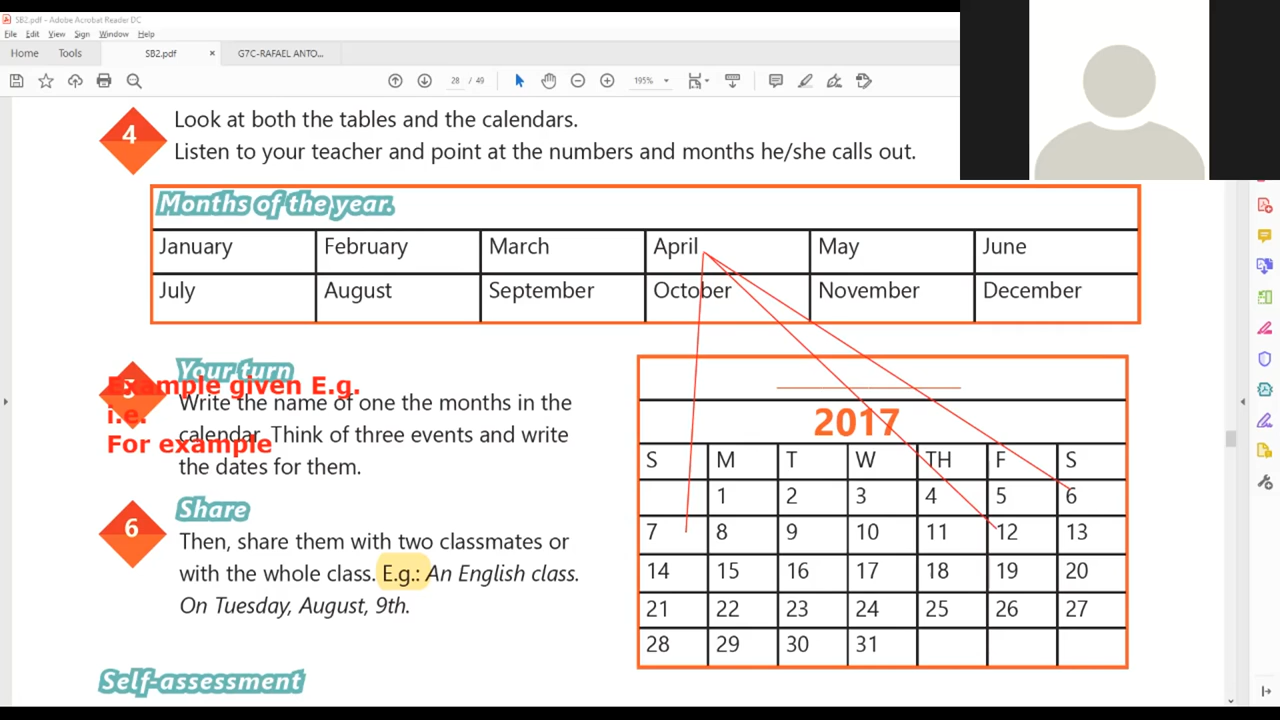 SB2.pdf - Adobe Acrobat Reader DC
File Edit View Sign Window Help
Home Tools SB2.pdf × G7C-RAFAEL ANTO...
28 / 49 195%
4
Look at both the tables and the calendars.
Listen to your teacher and point at the numbers and months he/she calls out.
Months of the year.
January February March April May June
July August September October November December
5
Your turn
Example given E.g.
Write the name of one the months in the
i.e.
calendar. Think of three events and write
For example
the dates for them.
6
Share
Then, share them with two classmates or
with the whole class. E.g.: An English class.
On Tuesday, August, 9th.
2017
S M T W TH F S
1 2 3 4 5 6
7 8 9 10 11 12 13
14 15 16 17 18 19 20
21 22 23 24 25 26 27
28 29 30 31
Self-assessment